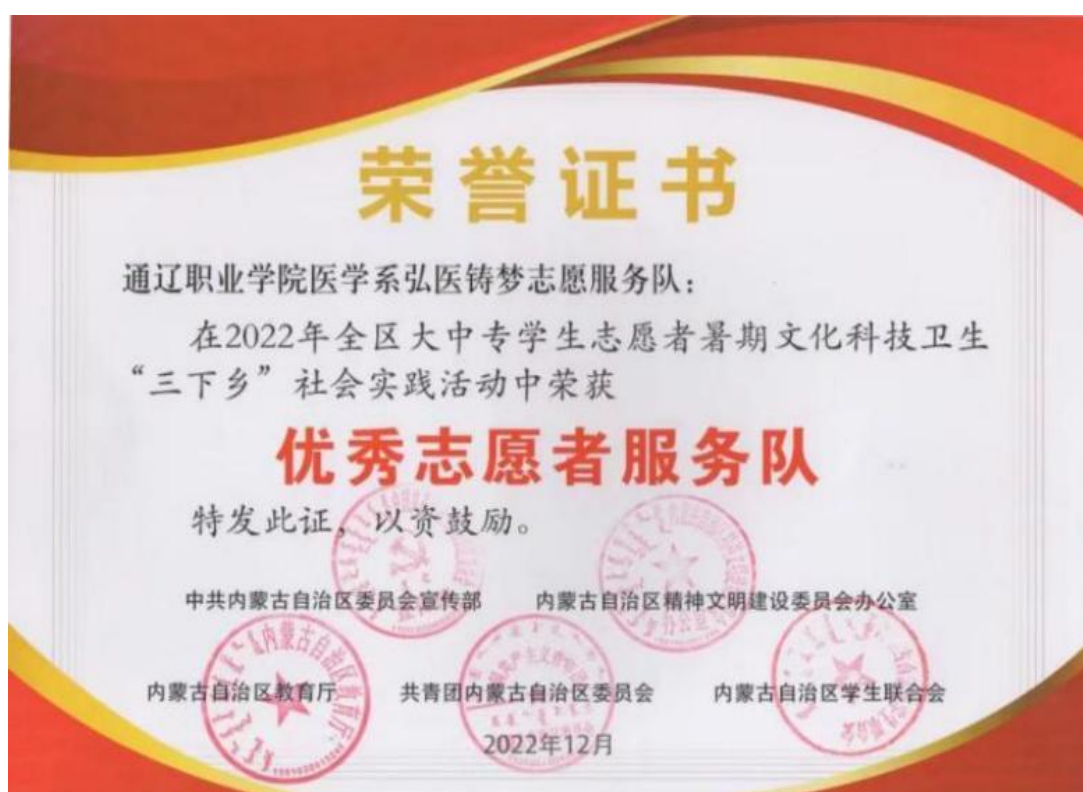 荣誉证书
通辽职业学院医学系弘医铸梦志愿服务队：
在2022年全区大中专学生志愿者暑期文化科技卫生
“三下乡”社会实践活动中荣获
优秀志愿者服务队
特发此证，以资鼓励。
中共内蒙古自治区委员会宣传部 内蒙古自治区精神文明建设委员会办公室
内蒙古自治区教育厅 共青团内蒙古自治区委员会 内蒙古自治区学生联合会
2022年12月